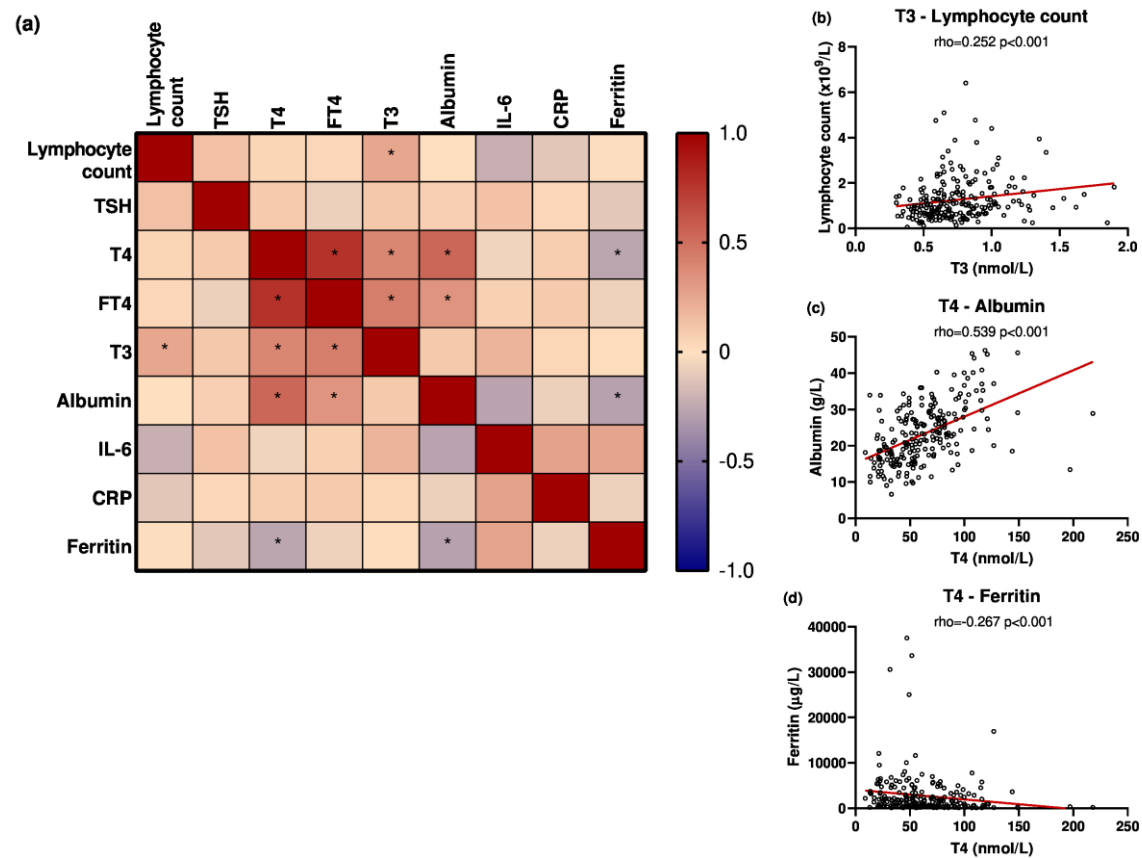 (a)
Lymphocyte
count
TSH
T4
FT4
T3
Albumin
IL-6
CRP
Ferritin
Lymphocyte
count
TSH
T4
FT4
T3
Albumin
IL-6
CRP
Ferritin
*
* * * *
* * *
* * *
* * *
* *
1.0
0.5
0
-0.5
-1.0
(b)
T3 - Lymphocyte count
rho=0.252 p<0.001
Lymphocyte count (x10⁹/L)
8
6
4
2
0
0.0 0.5 1.0 1.5 2.0
T3 (nmol/L)
(c)
T4 - Albumin
rho=0.539 p<0.001
Albumin (g/L)
50
40
30
20
10
0
0 50 100 150 200 250
T4 (nmol/L)
(d)
T4 - Ferritin
rho=-0.267 p<0.001
Ferritin (µg/L)
40000
30000
20000
10000
0
0 50 100 150 200 250
T4 (nmol/L)